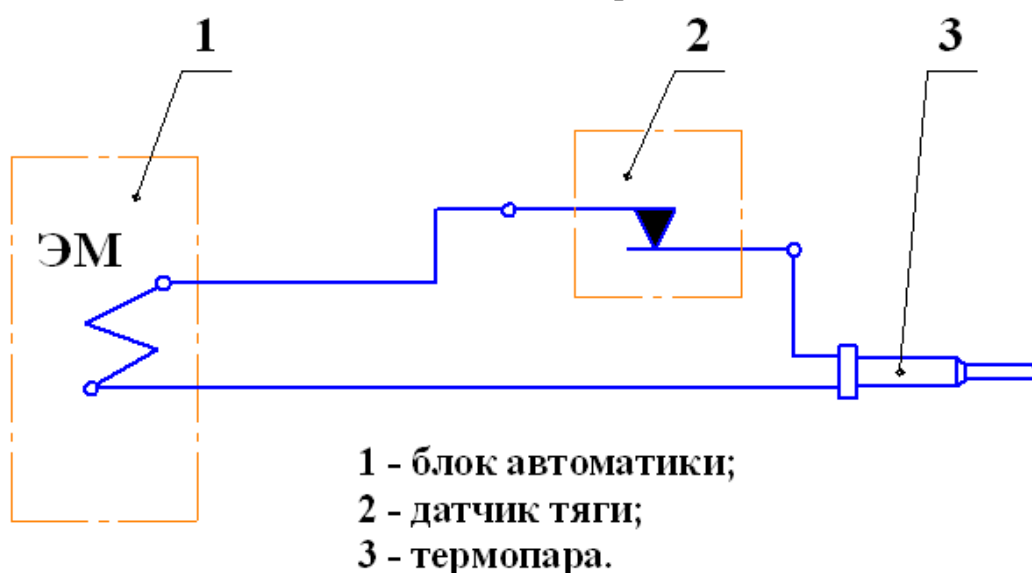 1 2 3
ЭМ
1 - блок автоматики;
2 - датчик тяги;
3 - термопара.